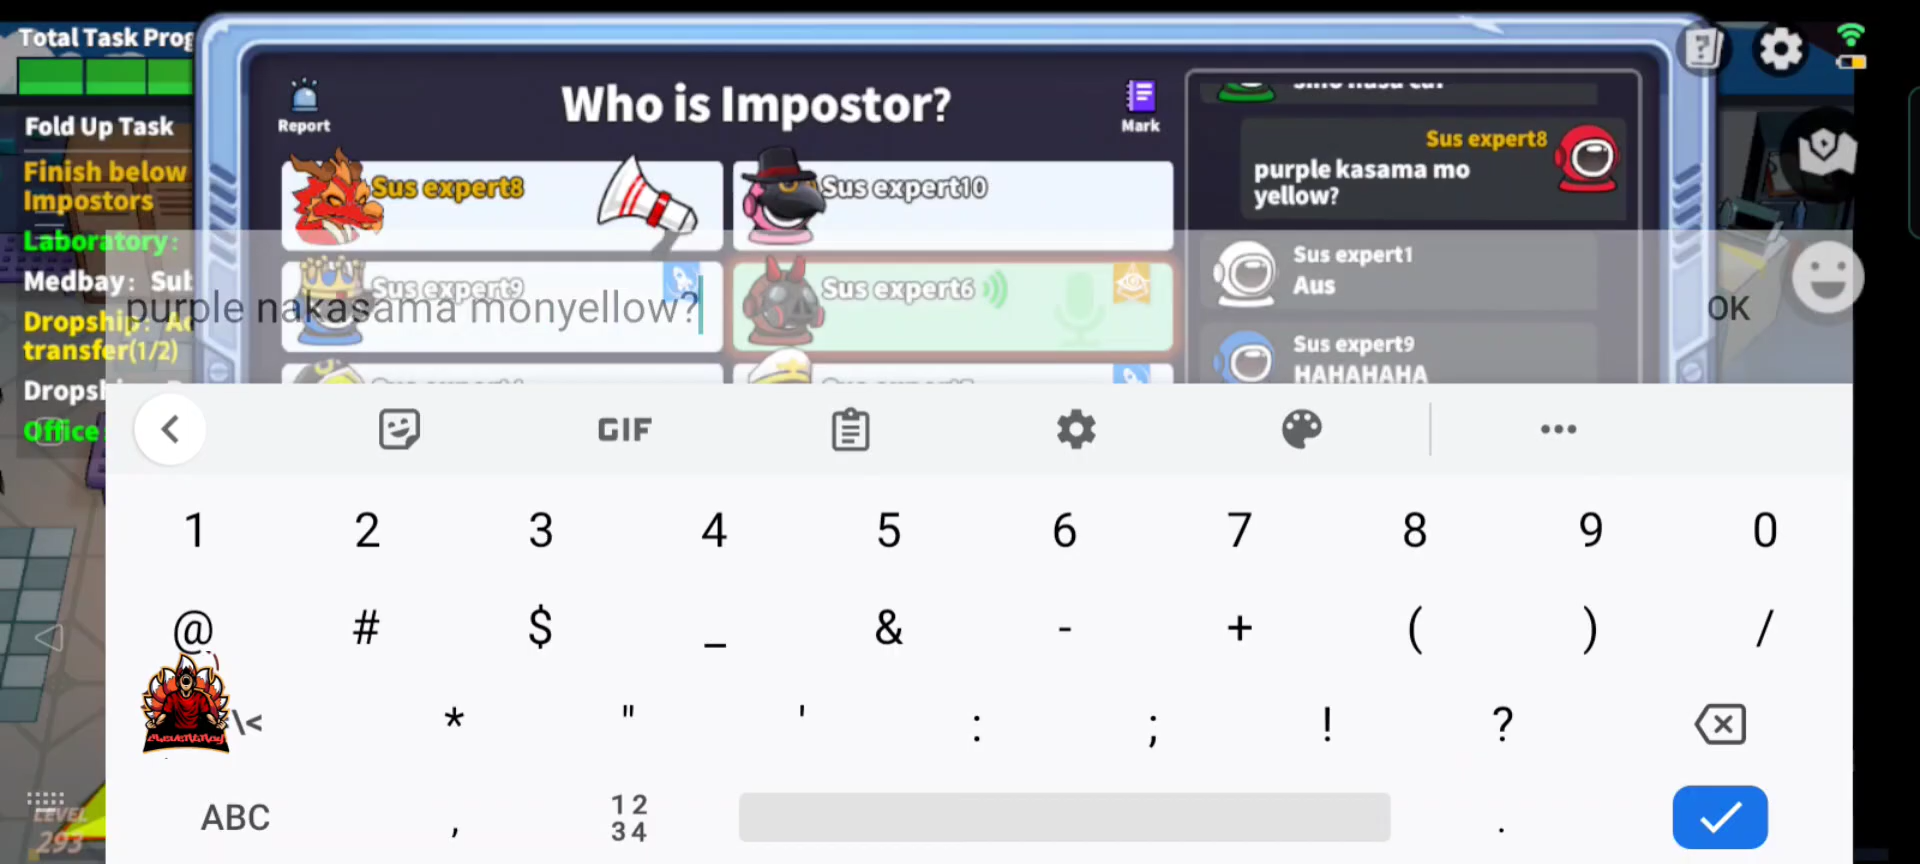 Total Task Prog
Fold Up Task
Finish below
Impostors
Laboratory:
Medbay: Sub
Dropship: Ac
transfer(1/2)
Dropsh
Office
Report
Who is Impostor?
Mark
Sus expert8
Sus expert10
Sus expert9
Sus expert6
Sus expert8
purple kasama mo
yellow?
Sus expert1
Aus
Sus expert9
HAHAHAHA
purple nakasama monyellow?
OK
GIF
1 2 3 4 5 6 7 8 9 0
@ # $ _ & - + ( ) /
\< * " ' : ; ! ?
ABC , 12 .
34
LEVEL
293